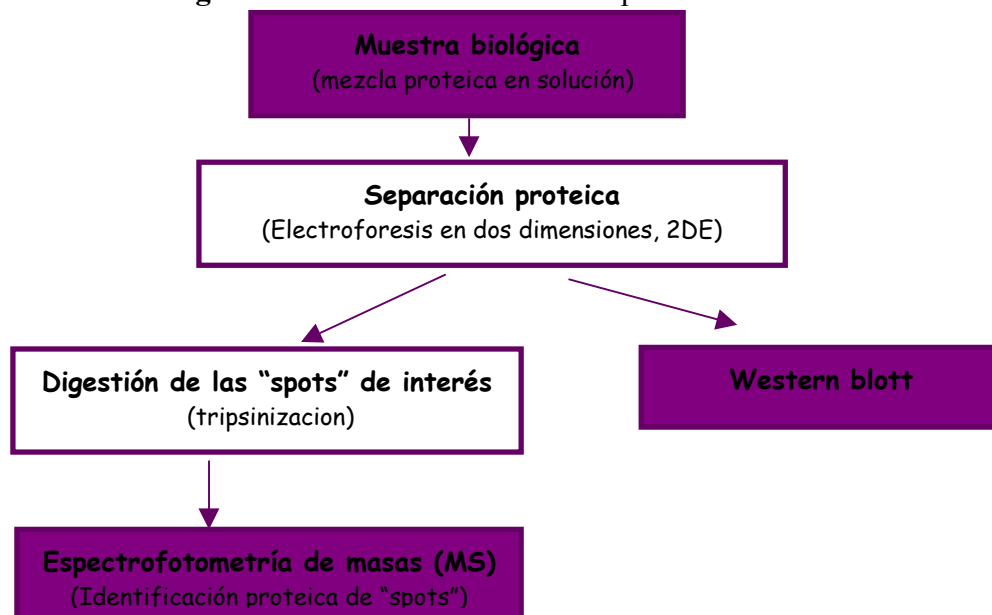 Muestra biológica
(mezcla proteica en solución)
Separación proteica
(Electroforesis en dos dimensiones, 2DE)
Digestión de las “spots” de interés
(tripsinizacion)
Western blott
Espectrofotometría de masas (MS)
(Identificación proteica de “spots”)